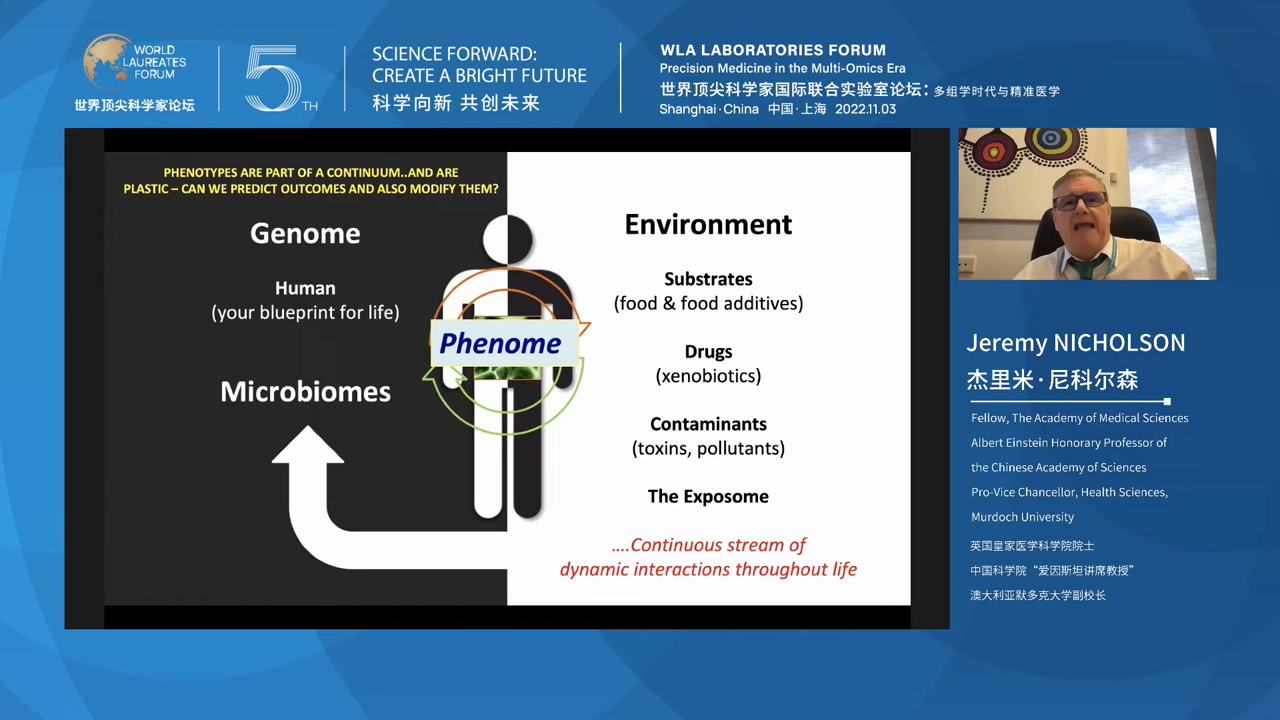 WORLD
LAUREATES
FORUM
世界顶尖科学家论坛
5TH
SCIENCE FORWARD:
CREATE A BRIGHT FUTURE
科学向新 共创未来
WLA LABORATORIES FORUM
Precision Medicine in the Multi-Omics Era
世界顶尖科学家国际联合实验室论坛：多组学时代与精准医学
Shanghai·China 中国·上海 2022.11.03
PHENOTYPES ARE PART OF A CONTINUUM..AND ARE
PLASTIC – CAN WE PREDICT OUTCOMES AND ALSO MODIFY THEM?
Genome
Human
(your blueprint for life)
Microbiomes
Phenome
Environment
Substrates
(food & food additives)
Drugs
(xenobiotics)
Contaminants
(toxins, pollutants)
The Exposome
....Continuous stream of
dynamic interactions throughout life
Jeremy NICHOLSON
杰里米·尼科尔森
Fellow, The Academy of Medical Sciences
Albert Einstein Honorary Professor of
the Chinese Academy of Sciences
Pro-Vice Chancellor, Health Sciences,
Murdoch University
英国皇家医学科学院院士
中国科学院“爱因斯坦讲席教授”
澳大利亚默多克大学副校长